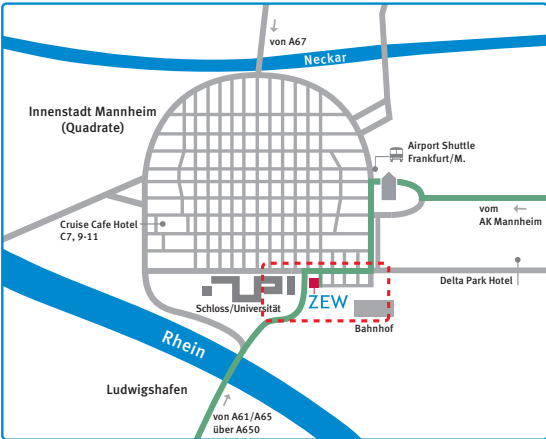 von A67
Neckar
Innenstadt Mannheim
(Quadrate)
Airport Shuttle
Frankfurt/M.
vom
AK Mannheim
Cruise Cafe Hotel
C7, 9-11
Delta Park Hotel
Schloss/Universität
ZEW
Bahnhof
Rhein
Ludwigshafen
von A61/A65
über A650